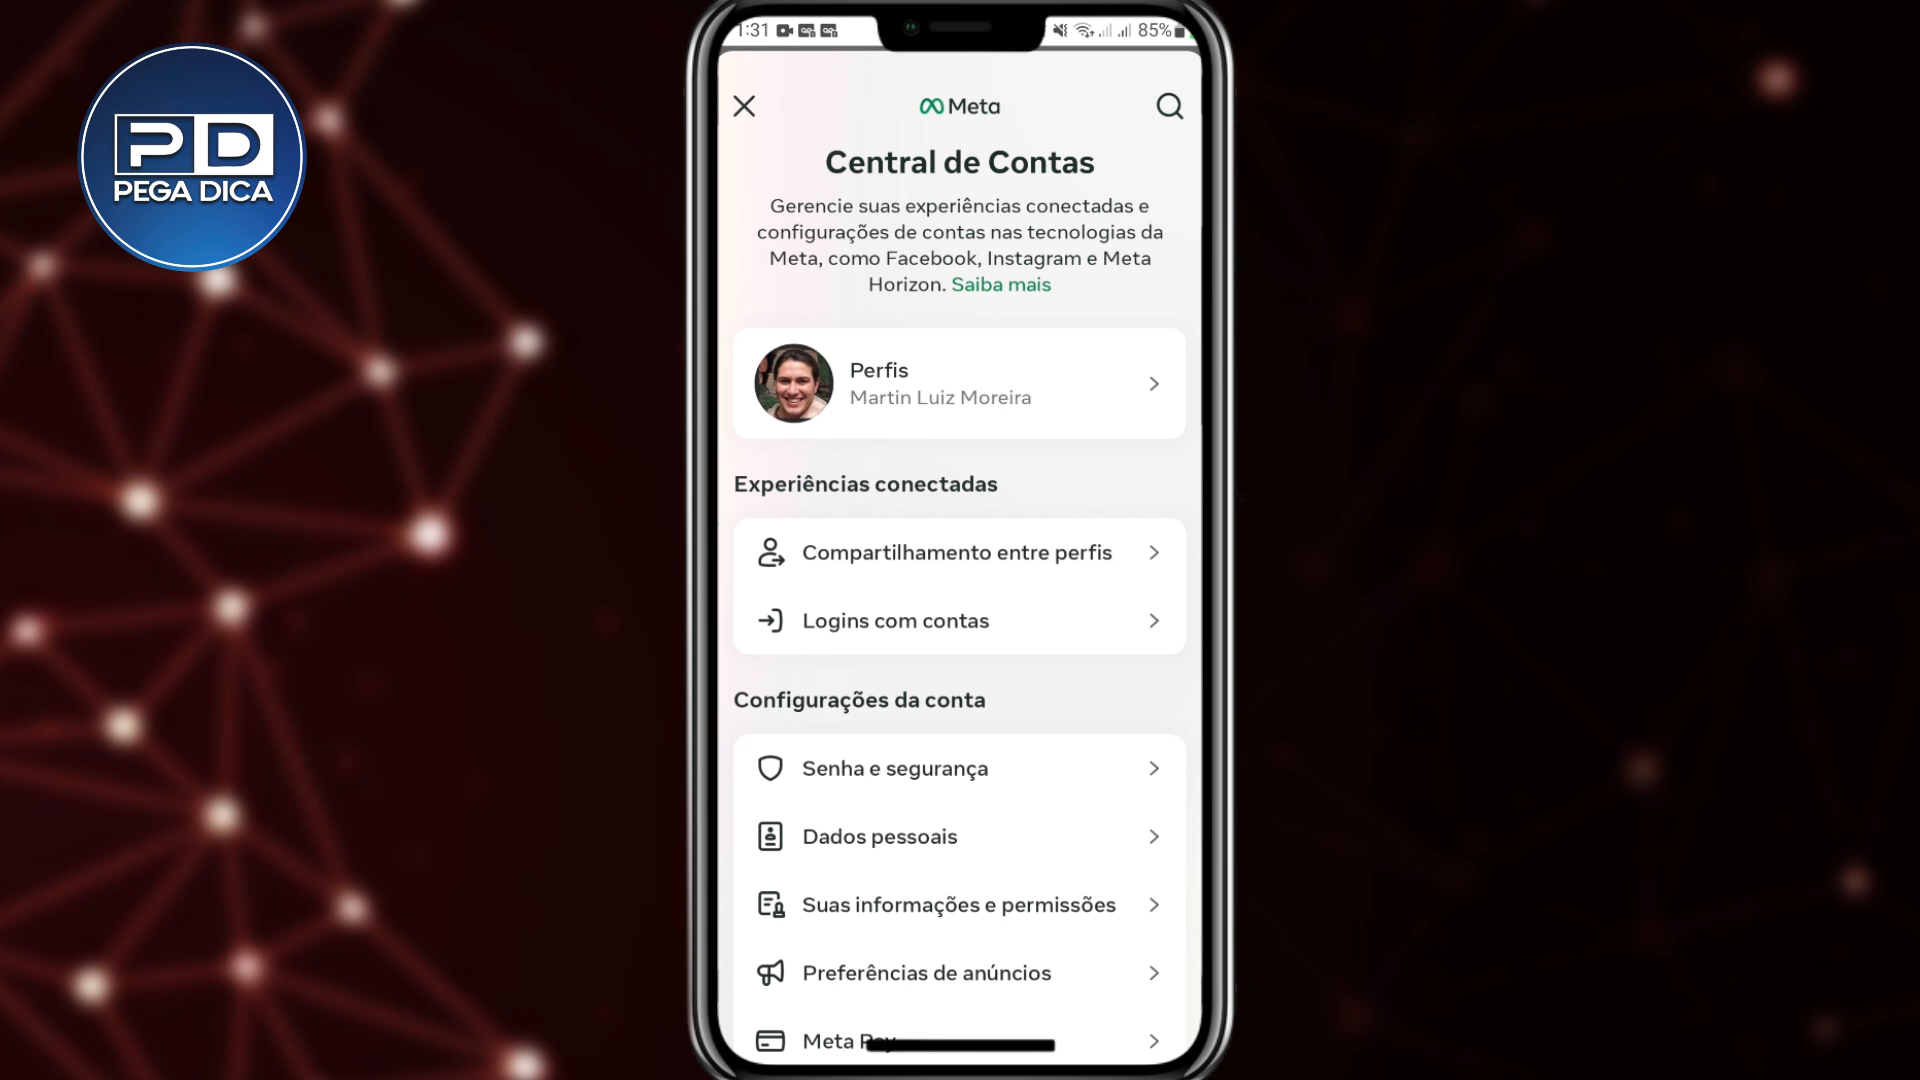 PD
PEGA DICA
1:31
85%
Meta
Central de Contas
Gerencie suas experiências conectadas e
configurações de contas nas tecnologias da
Meta, como Facebook, Instagram e Meta
Horizon. Saiba mais
Perfis
Martin Luiz Moreira
Experiências conectadas
Compartilhamento entre perfis
Logins com contas
Configurações da conta
Senha e segurança
Dados pessoais
Suas informações e permissões
Preferências de anúncios
Meta Pay